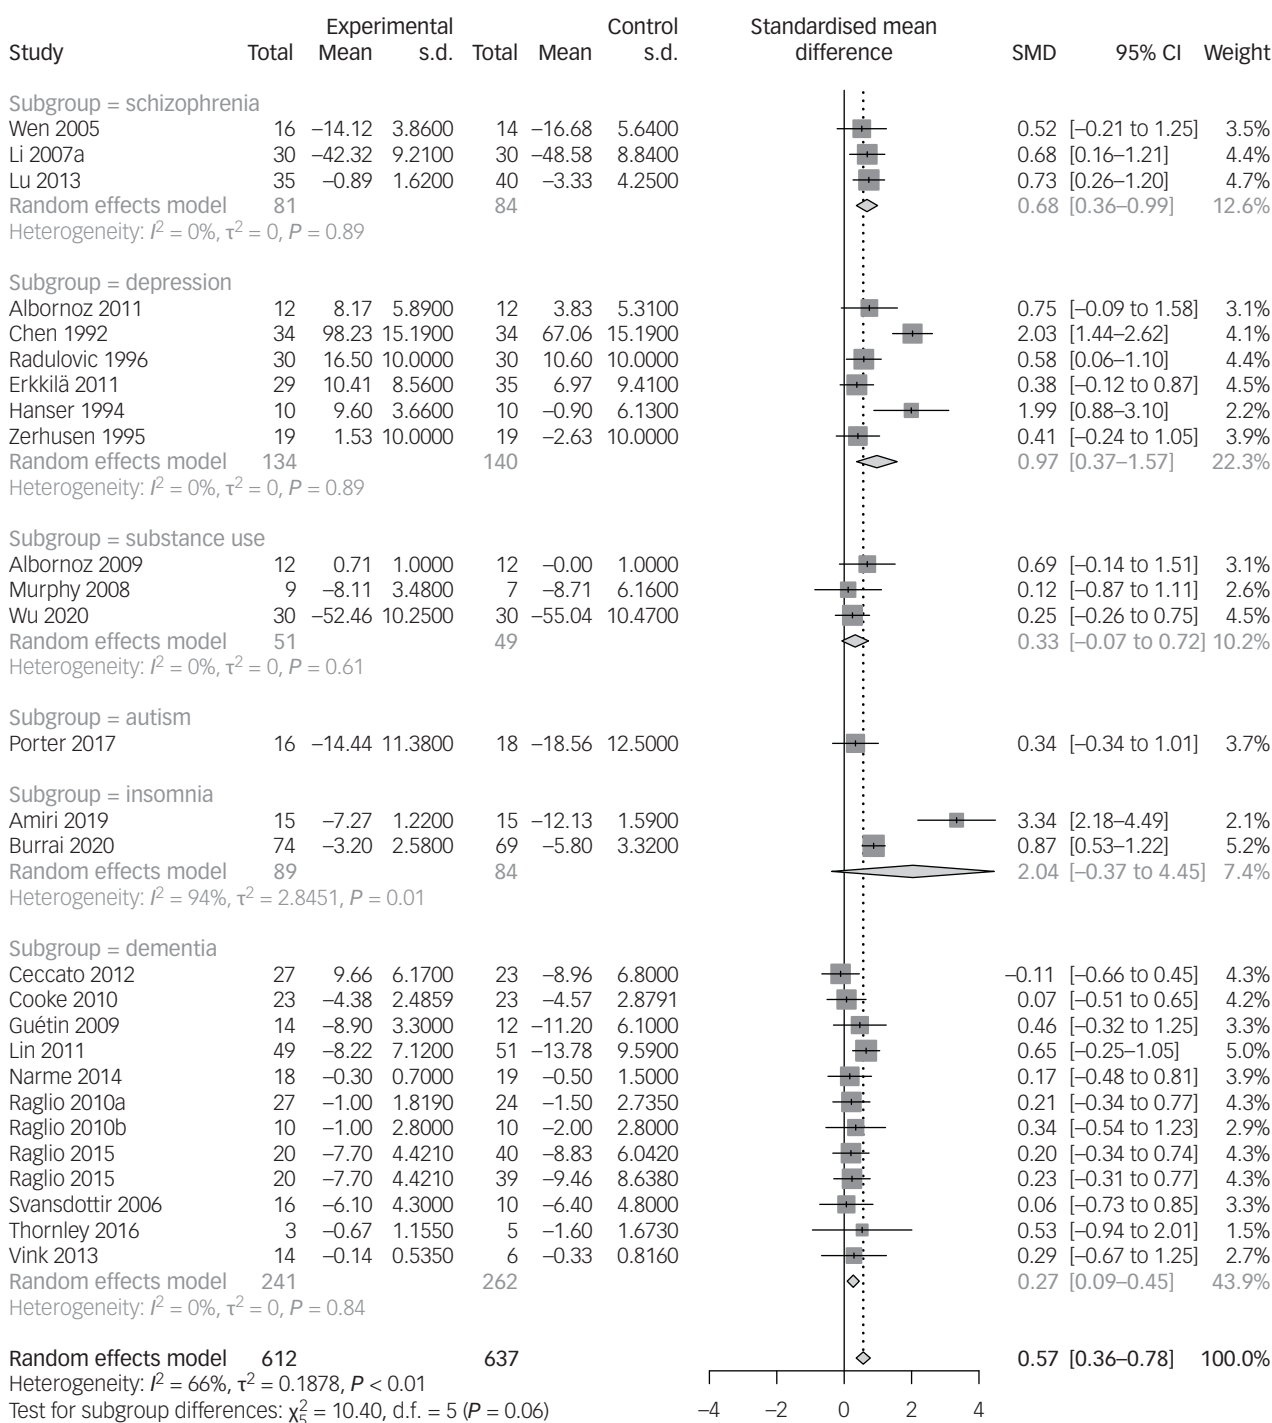 Experimental Control Standardised mean
Study Total Mean s.d. Total Mean s.d. difference SMD 95% CI Weight
Subgroup = schizophrenia
Wen 2005 16 –14.12 3.8600 14 –16.68 5.6400 0.52 [–0.21 to 1.25] 3.5%
Li 2007a 30 –42.32 9.2100 30 –48.58 8.8400 0.68 [0.16–1.21] 4.4%
Lu 2013 35 –0.89 1.6200 40 –3.33 4.2500 0.73 [0.26–1.20] 4.7%
Random effects model 81 84 0.68 [0.36–0.99] 12.6%
Heterogeneity: I² = 0%, τ² = 0, P = 0.89
Subgroup = depression
Albornoz 2011 12 8.17 5.8900 12 3.83 5.3100 0.75 [–0.09 to 1.58] 3.1%
Chen 1992 34 98.23 15.1900 34 67.06 15.1900 2.03 [1.44–2.62] 4.1%
Radulovic 1996 30 16.50 10.0000 30 10.60 10.0000 0.58 [0.06–1.10] 4.4%
Erkkilä 2011 29 10.41 8.5600 35 6.97 9.4100 0.38 [–0.12 to 0.87] 4.5%
Hanser 1994 10 9.60 3.6600 10 –0.90 6.1300 1.99 [0.88–3.10] 2.2%
Zerhusen 1995 19 1.53 10.0000 19 –2.63 10.0000 0.41 [–0.24 to 1.05] 3.9%
Random effects model 134 140 0.97 [0.37–1.57] 22.3%
Heterogeneity: I² = 0%, τ² = 0, P = 0.89
Subgroup = substance use
Albornoz 2009 12 0.71 1.0000 12 –0.00 1.0000 0.69 [–0.14 to 1.51] 3.1%
Murphy 2008 9 –8.11 3.4800 7 –8.71 6.1600 0.12 [–0.87 to 1.11] 2.6%
Wu 2020 30 –52.46 10.2500 30 –55.04 10.4700 0.25 [–0.26 to 0.75] 4.5%
Random effects model 51 49 0.33 [–0.07 to 0.72] 10.2%
Heterogeneity: I² = 0%, τ² = 0, P = 0.61
Subgroup = autism
Porter 2017 16 –14.44 11.3800 18 –18.56 12.5000 0.34 [–0.34 to 1.01] 3.7%
Subgroup = insomnia
Amiri 2019 15 –7.27 1.2200 15 –12.13 1.5900 3.34 [2.18–4.49] 2.1%
Burrai 2020 74 –3.20 2.5800 69 –5.80 3.3200 0.87 [0.53–1.22] 5.2%
Random effects model 89 84 2.04 [–0.37 to 4.45] 7.4%
Heterogeneity: I² = 94%, τ² = 2.8451, P = 0.01
Subgroup = dementia
Ceccato 2012 27 9.66 6.1700 23 –8.96 6.8000 –0.11 [–0.66 to 0.45] 4.3%
Cooke 2010 23 –4.38 2.4859 23 –4.57 2.8791 0.07 [–0.51 to 0.65] 4.2%
Guétin 2009 14 –8.90 3.3000 12 –11.20 6.1000 0.46 [–0.32 to 1.25] 3.3%
Lin 2011 49 –8.22 7.1200 51 –13.78 9.5900 0.65 [–0.25–1.05] 5.0%
Narme 2014 18 –0.30 0.7000 19 –0.50 1.5000 0.17 [–0.48 to 0.81] 3.9%
Raglio 2010a 27 –1.00 1.8190 24 –1.50 2.7350 0.21 [–0.34 to 0.77] 4.3%
Raglio 2010b 10 –1.00 2.8000 10 –2.00 2.8000 0.34 [–0.54 to 1.23] 2.9%
Raglio 2015 20 –7.70 4.4210 40 –8.83 6.0420 0.20 [–0.34 to 0.74] 4.3%
Raglio 2015 20 –7.70 4.4210 39 –9.46 8.6380 0.23 [–0.31 to 0.77] 4.3%
Svansdottir 2006 16 –6.10 4.3000 10 –6.40 4.8000 0.06 [–0.73 to 0.85] 3.3%
Thornley 2016 3 –0.67 1.1550 5 –1.60 1.6730 0.53 [–0.94 to 2.01] 1.5%
Vink 2013 14 –0.14 0.5350 6 –0.33 0.8160 0.29 [–0.67 to 1.25] 2.7%
Random effects model 241 262 0.27 [0.09–0.45] 43.9%
Heterogeneity: I² = 0%, τ² = 0, P = 0.84
Random effects model 612 637 0.57 [0.36–0.78] 100.0%
Heterogeneity: I² = 66%, τ² = 0.1878, P < 0.01
Test for subgroup differences: χ²₅ = 10.40, d.f. = 5 (P = 0.06)
–4 –2 0 2 4